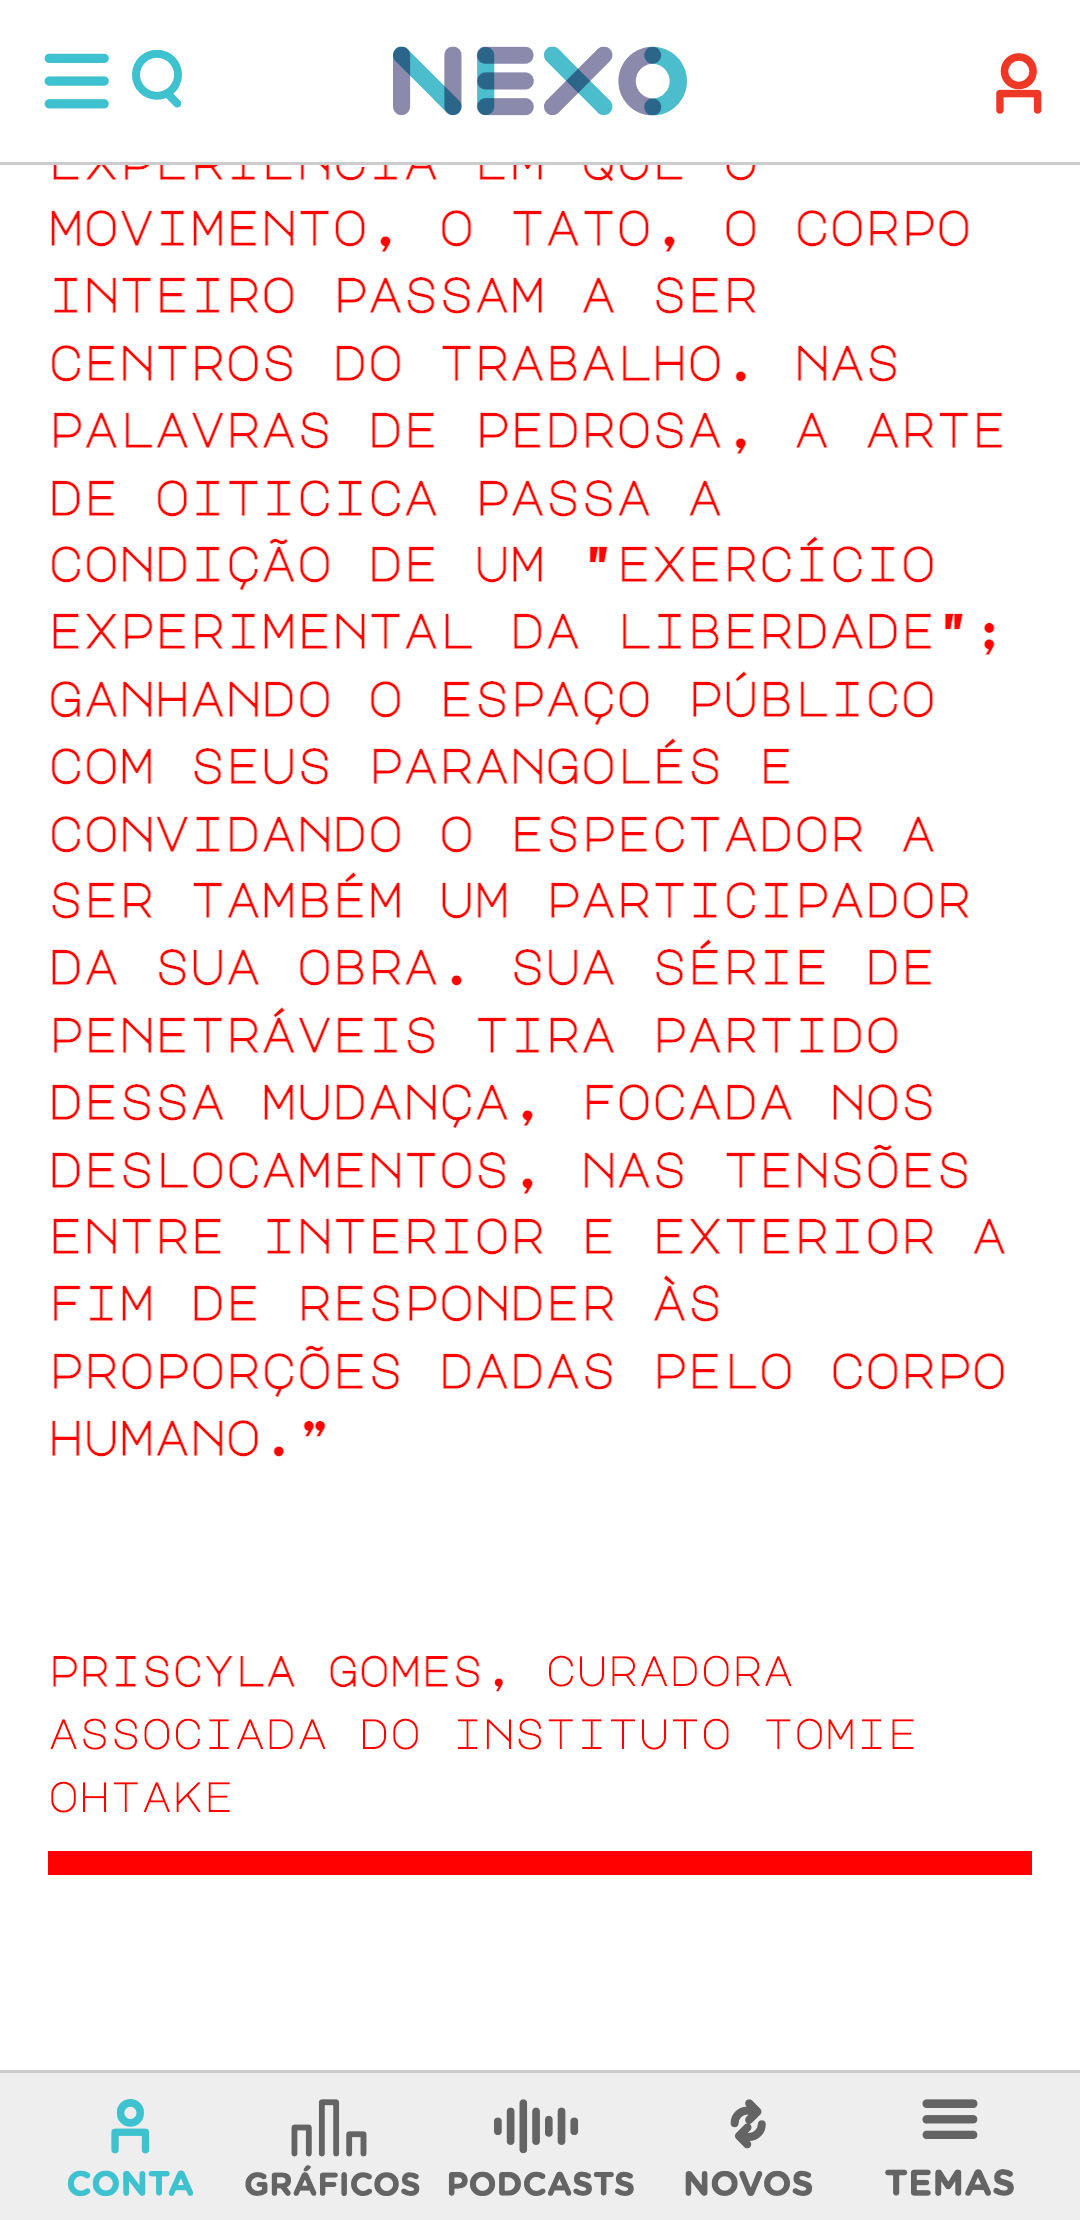 NEXO
EXPERIÊNCIA EM QUE O
MOVIMENTO, O TATO, O CORPO
INTEIRO PASSAM A SER
CENTROS DO TRABALHO. NAS
PALAVRAS DE PEDROSA, A ARTE
DE OITICICA PASSA A
CONDIÇÃO DE UM "EXERCÍCIO
EXPERIMENTAL DA LIBERDADE";
GANHANDO O ESPAÇO PÚBLICO
COM SEUS PARANGOLÉS E
CONVIDANDO O ESPECTADOR A
SER TAMBÉM UM PARTICIPADOR
DA SUA OBRA. SUA SÉRIE DE
PENETRÁVEIS TIRA PARTIDO
DESSA MUDANÇA, FOCADA NOS
DESLOCAMENTOS, NAS TENSÕES
ENTRE INTERIOR E EXTERIOR A
FIM DE RESPONDER ÀS
PROPORÇÕES DADAS PELO CORPO
HUMANO.”
PRISCYLA GOMES, CURADORA
ASSOCIADA DO INSTITUTO TOMIE
OHTAKE
CONTA GRÁFICOS PODCASTS NOVOS TEMAS